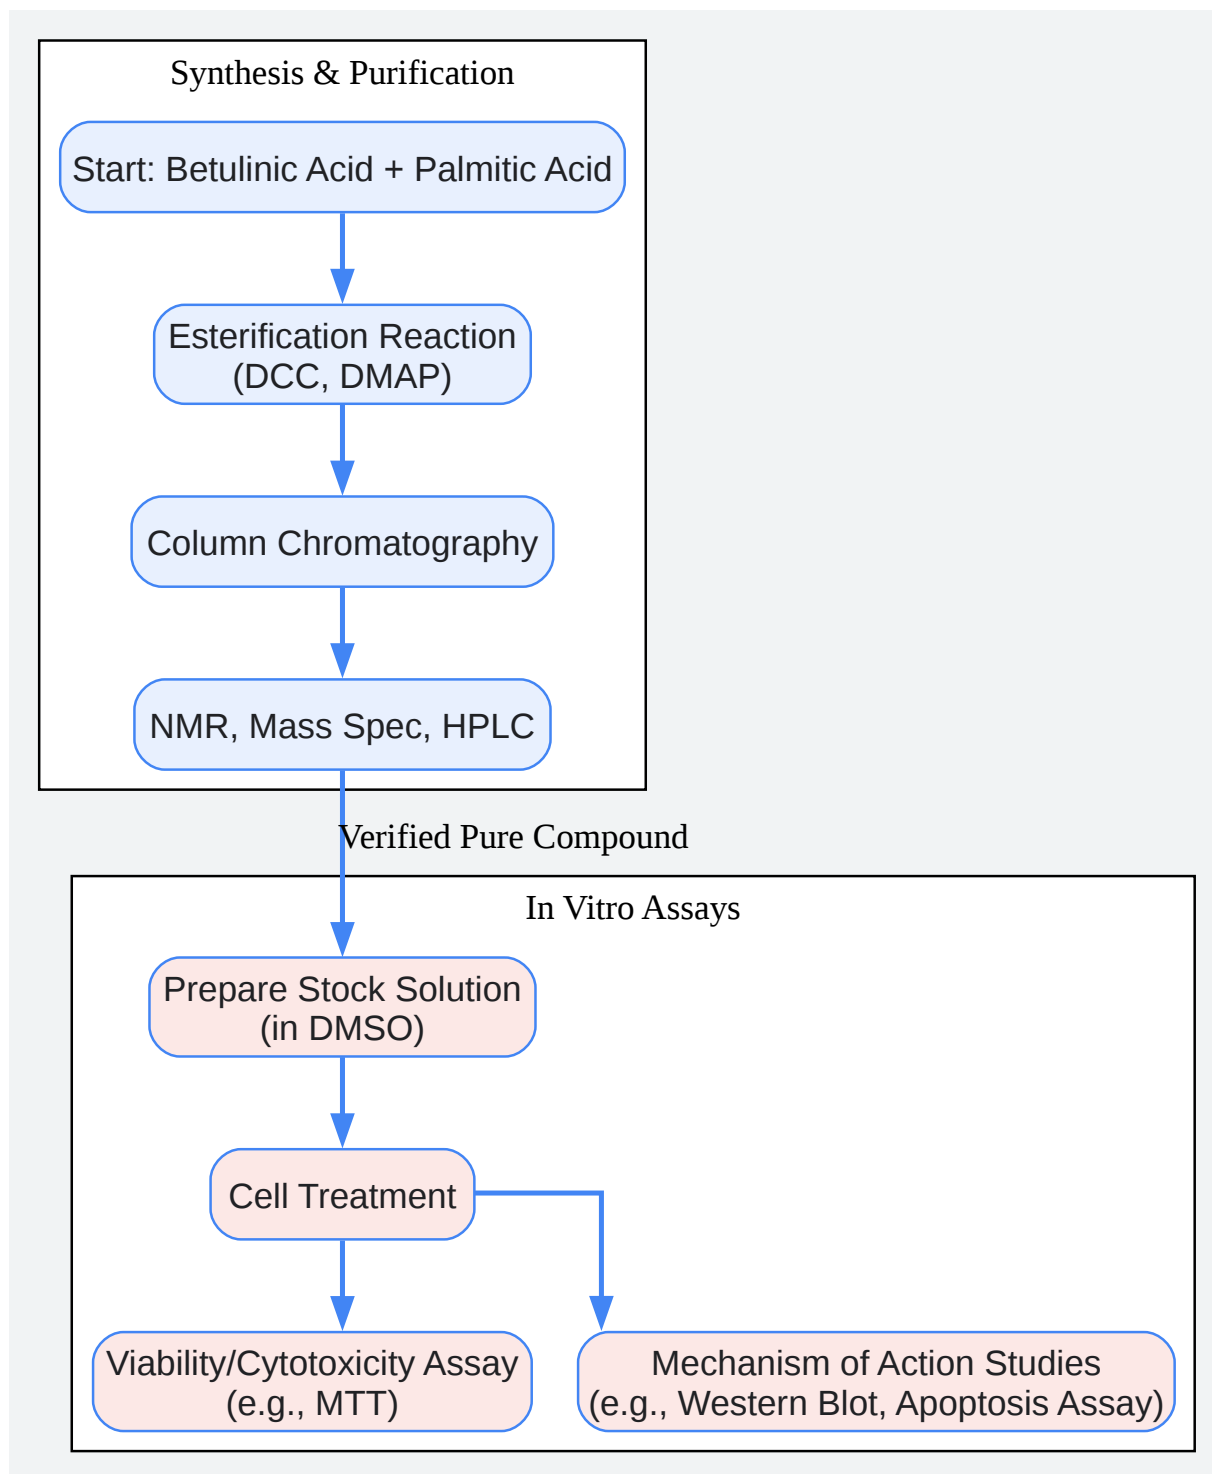 Synthesis & Purification
Start: Betulinic Acid + Palmitic Acid
Esterification Reaction
(DCC, DMAP)
Column Chromatography
NMR, Mass Spec, HPLC
Verified Pure Compound
In Vitro Assays
Prepare Stock Solution
(in DMSO)
Cell Treatment
Viability/Cytotoxicity Assay
(e.g., MTT)
Mechanism of Action Studies
(e.g., Western Blot, Apoptosis Assay)